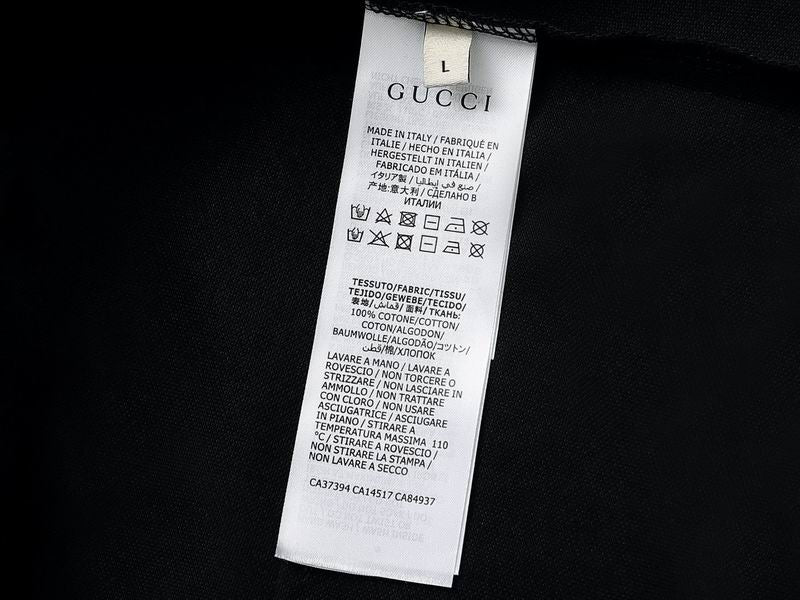 L
GUCCI
MADE IN ITALY / FABRIQUÉ EN
ITALIE / HECHO EN ITALIA /
HERGESTELLT IN ITALIEN /
FABRICADO EM ITÁLIA /
イタリア製 / صنع في إيطاليا /
产地:意大利 / СДЕЛАНО В
ИТАЛИИ
TESSUTO/FABRIC/TISSU/
TEJIDO/GEWEBE/TECIDO/
表地/قماش/ 面料/ ТКАНЬ:
100% COTONE/COTTON/
COTON/ALGODON/
BAUMWOLLE/ALGODÃO/コットン/
قطن/棉/ХЛОПОК
LAVARE A MANO / LAVARE A
ROVESCIO / NON TORCERE O
STRIZZARE / NON LASCIARE IN
AMMOLLO / NON TRATTARE
CON CLORO / NON USARE
ASCIUGATRICE / ASCIUGARE
IN PIANO / STIRARE A
TEMPERATURA MASSIMA 110
°C / STIRARE A ROVESCIO /
NON STIRARE LA STAMPA /
NON LAVARE A SECCO
CA37394 CA14517 CA84937